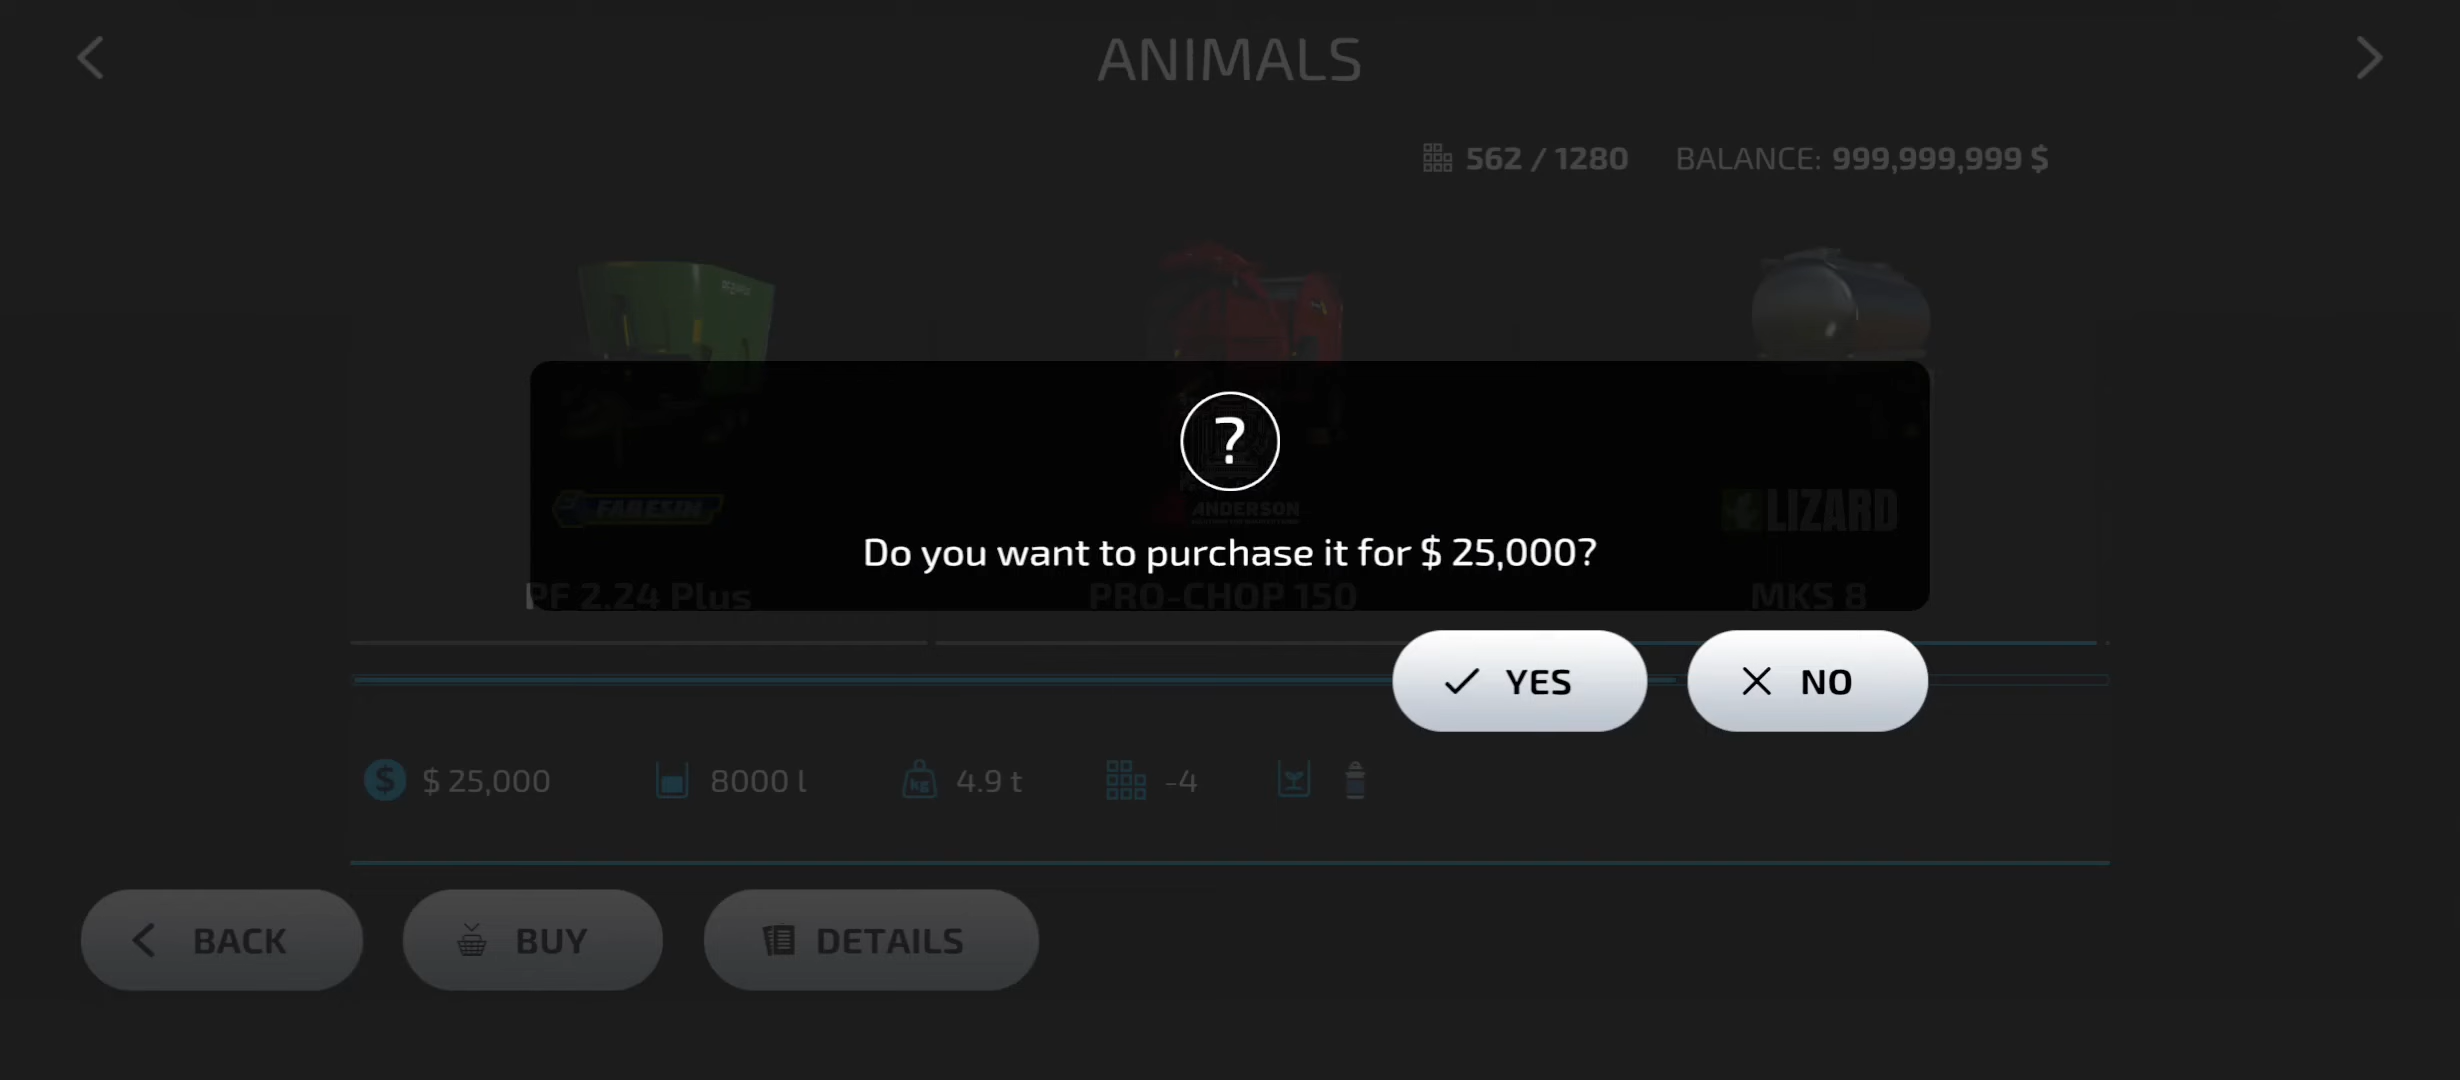 ANIMALS
562 / 1280 BALANCE: 999,999,999 $
FARESIN ANDERSON LIZARD
?
Do you want to purchase it for $ 25,000?
PF 2.24 Plus PRO-CHOP 150 MKS 8
YES NO
$ 25,000 8000 l kg 4.9 t -4
BACK BUY DETAILS